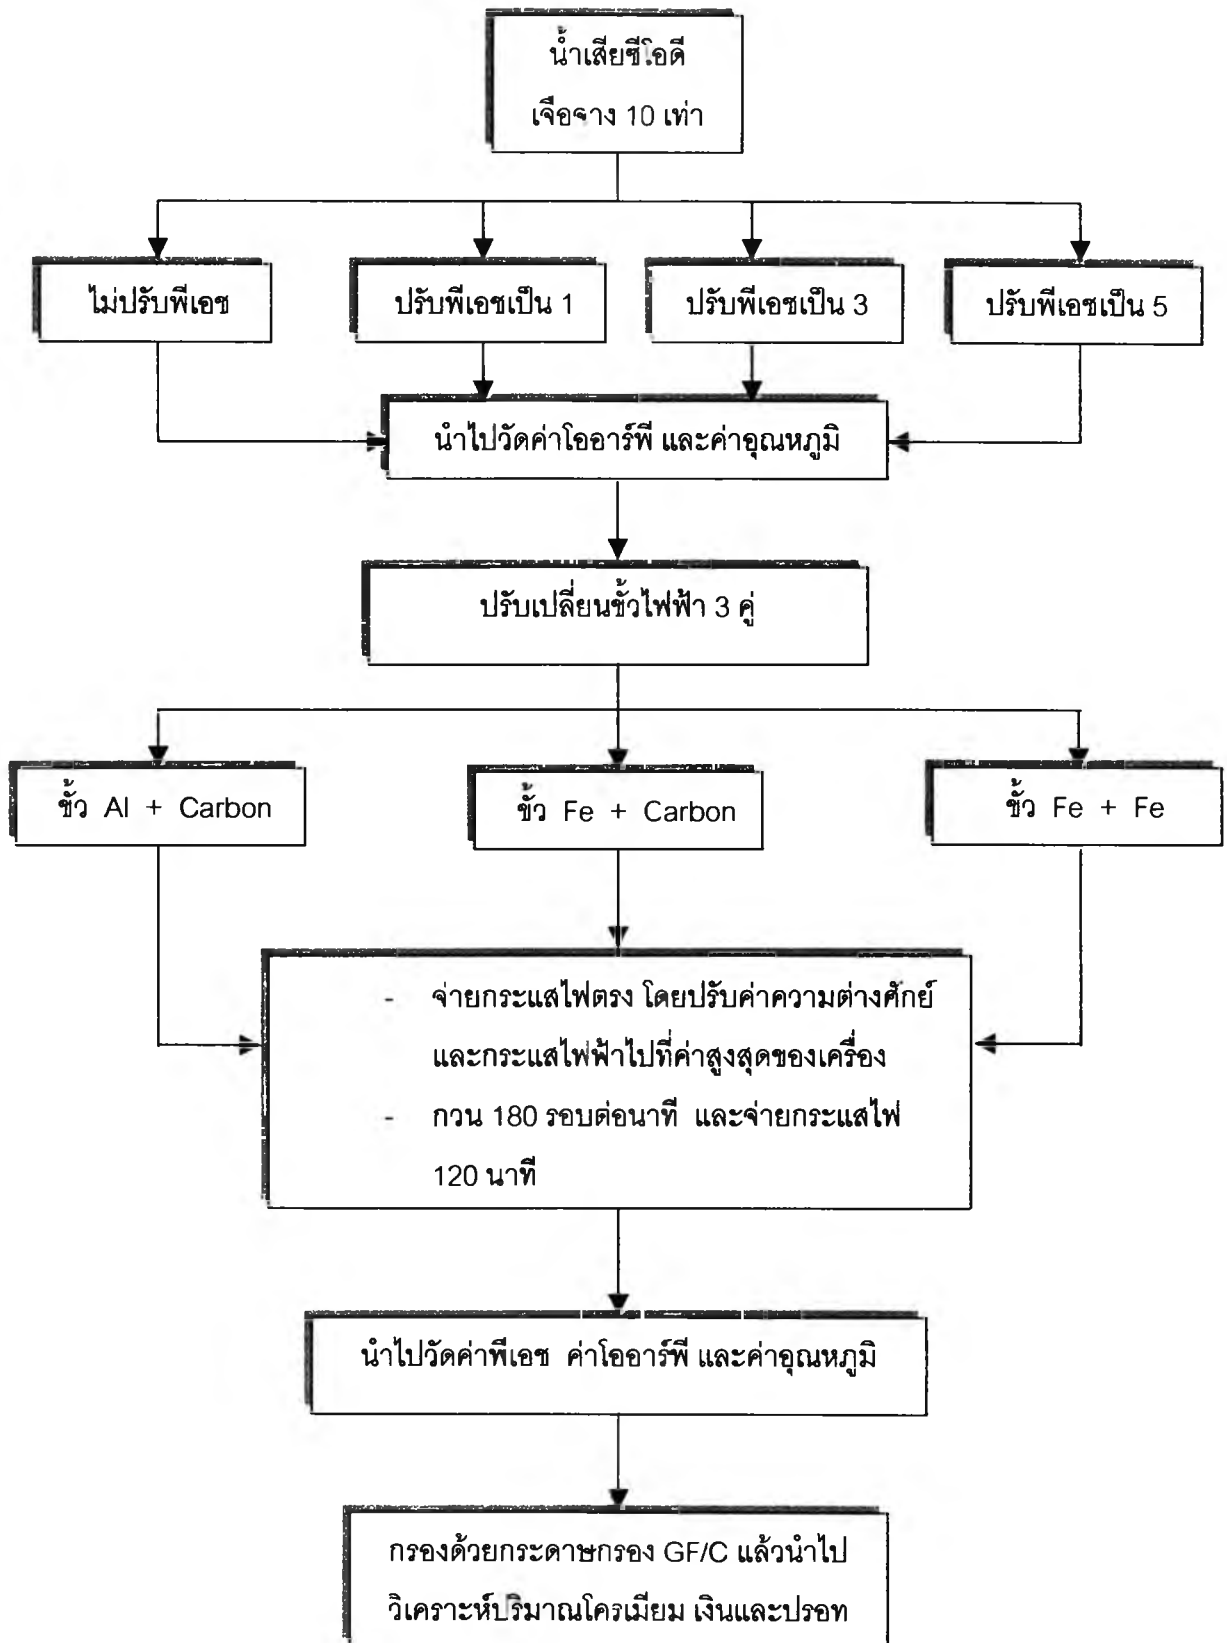 น้ำเสียซีโอดี
เจือจาง 10 เท่า
ไม่ปรับพีเอช
ปรับพีเอชเป็น 1
ปรับพีเอชเป็น 3
ปรับพีเอชเป็น 5
นำไปวัดค่าโออาร์พี และค่าอุณหภูมิ
ปรับเปลี่ยนขั้วไฟฟ้า 3 คู่
ขั้ว Al + Carbon
ขั้ว Fe + Carbon
ขั้ว Fe + Fe
- จ่ายกระแสไฟตรง โดยปรับค่าความต่างศักย์
และกระแสไฟฟ้าไปที่ค่าสูงสุดของเครื่อง
- กวน 180 รอบต่อนาที และจ่ายกระแสไฟ
120 นาที
นำไปวัดค่าพีเอช ค่าโออาร์พี และค่าอุณหภูมิ
กรองด้วยกระดาษกรอง GF/C แล้วนำไป
วิเคราะห์ปริมาณโครเมียม เงินและปรอท